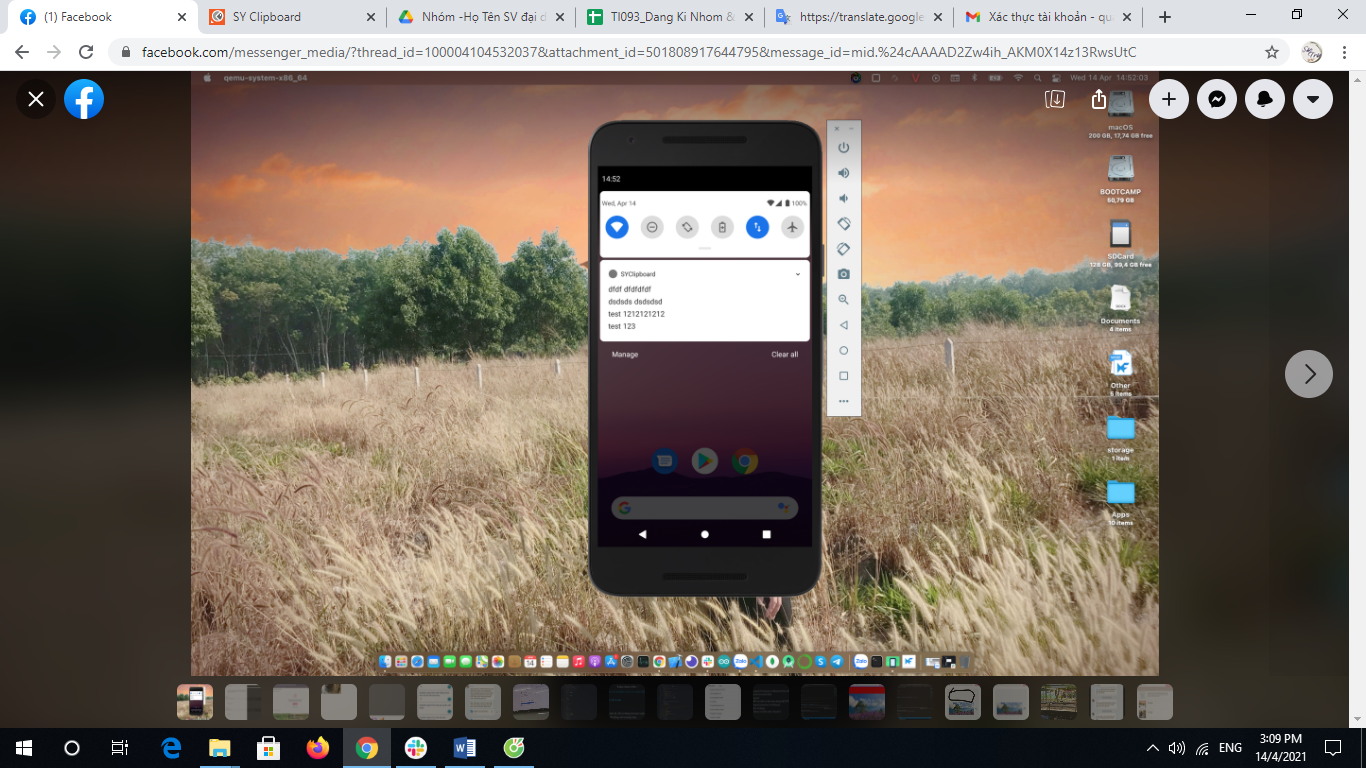 (1) Facebook
SY Clipboard
Nhóm -Họ Tên SV đại d
TI093_Dang Ki Nhom &
https://translate.google
Xác thực tài khoản - qu
facebook.com/messenger_media/?thread_id=100004104532037&attachment_id=501808917644795&message_id=mid.%24cAAAAD2Zw4ih_AKM0X14z13RwsUtC
qemu-system-x86_64
Wed 14 Apr 14:52:03
macOS
200 GB, 17,74 GB free
BOOTCAMP
50,79 GB
SDCard
128 GB, 99,4 GB free
Documents
4 items
Other
5 items
storage
1 item
Apps
10 items
14:52
Wed, Apr 14
100%
SYClipboard
dfdf dfdfdfdf
dsdsds dsdsdsd
test 1212121212
test 123
Manage
Clear all
ENG
3:09 PM
14/4/2021